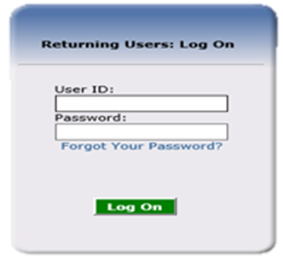 Returning Users: Log On
User ID:
Password:
Forgot Your Password?
Log On